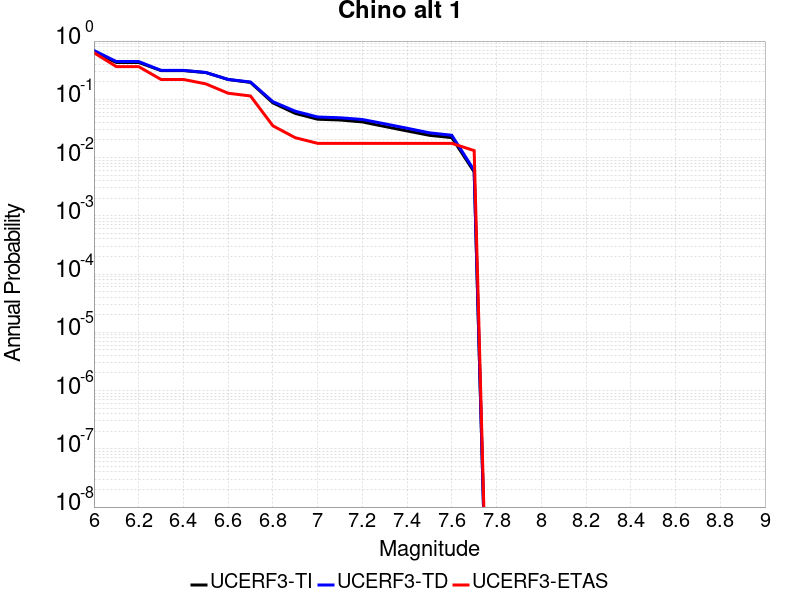 Chino alt 1
10^0
10^-1
10^-2
10^-3
10^-4
10^-5
10^-6
10^-7
10^-8
Annual Probability
6 6.2 6.4 6.6 6.8 7 7.2 7.4 7.6 7.8 8 8.2 8.4 8.6 8.8 9
Magnitude
UCERF3-TI UCERF3-TD UCERF3-ETAS